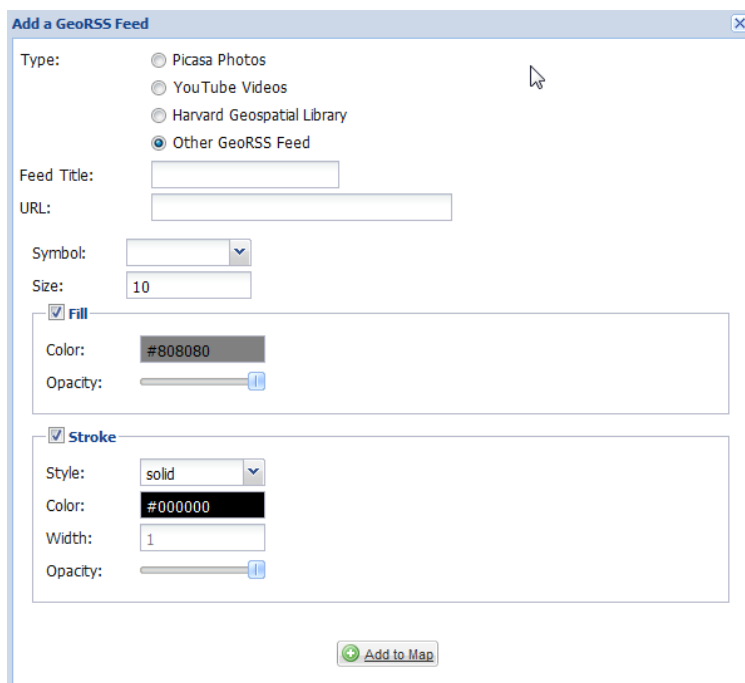 Add a GeoRSS Feed
Type:
Picasa Photos
YouTube Videos
Harvard Geospatial Library
Other GeoRSS Feed
Feed Title:
URL:
Symbol:
Size: 10
Fill
Color: #808080
Opacity:
Stroke
Style: solid
Color: #000000
Width: 1
Opacity:
Add to Map